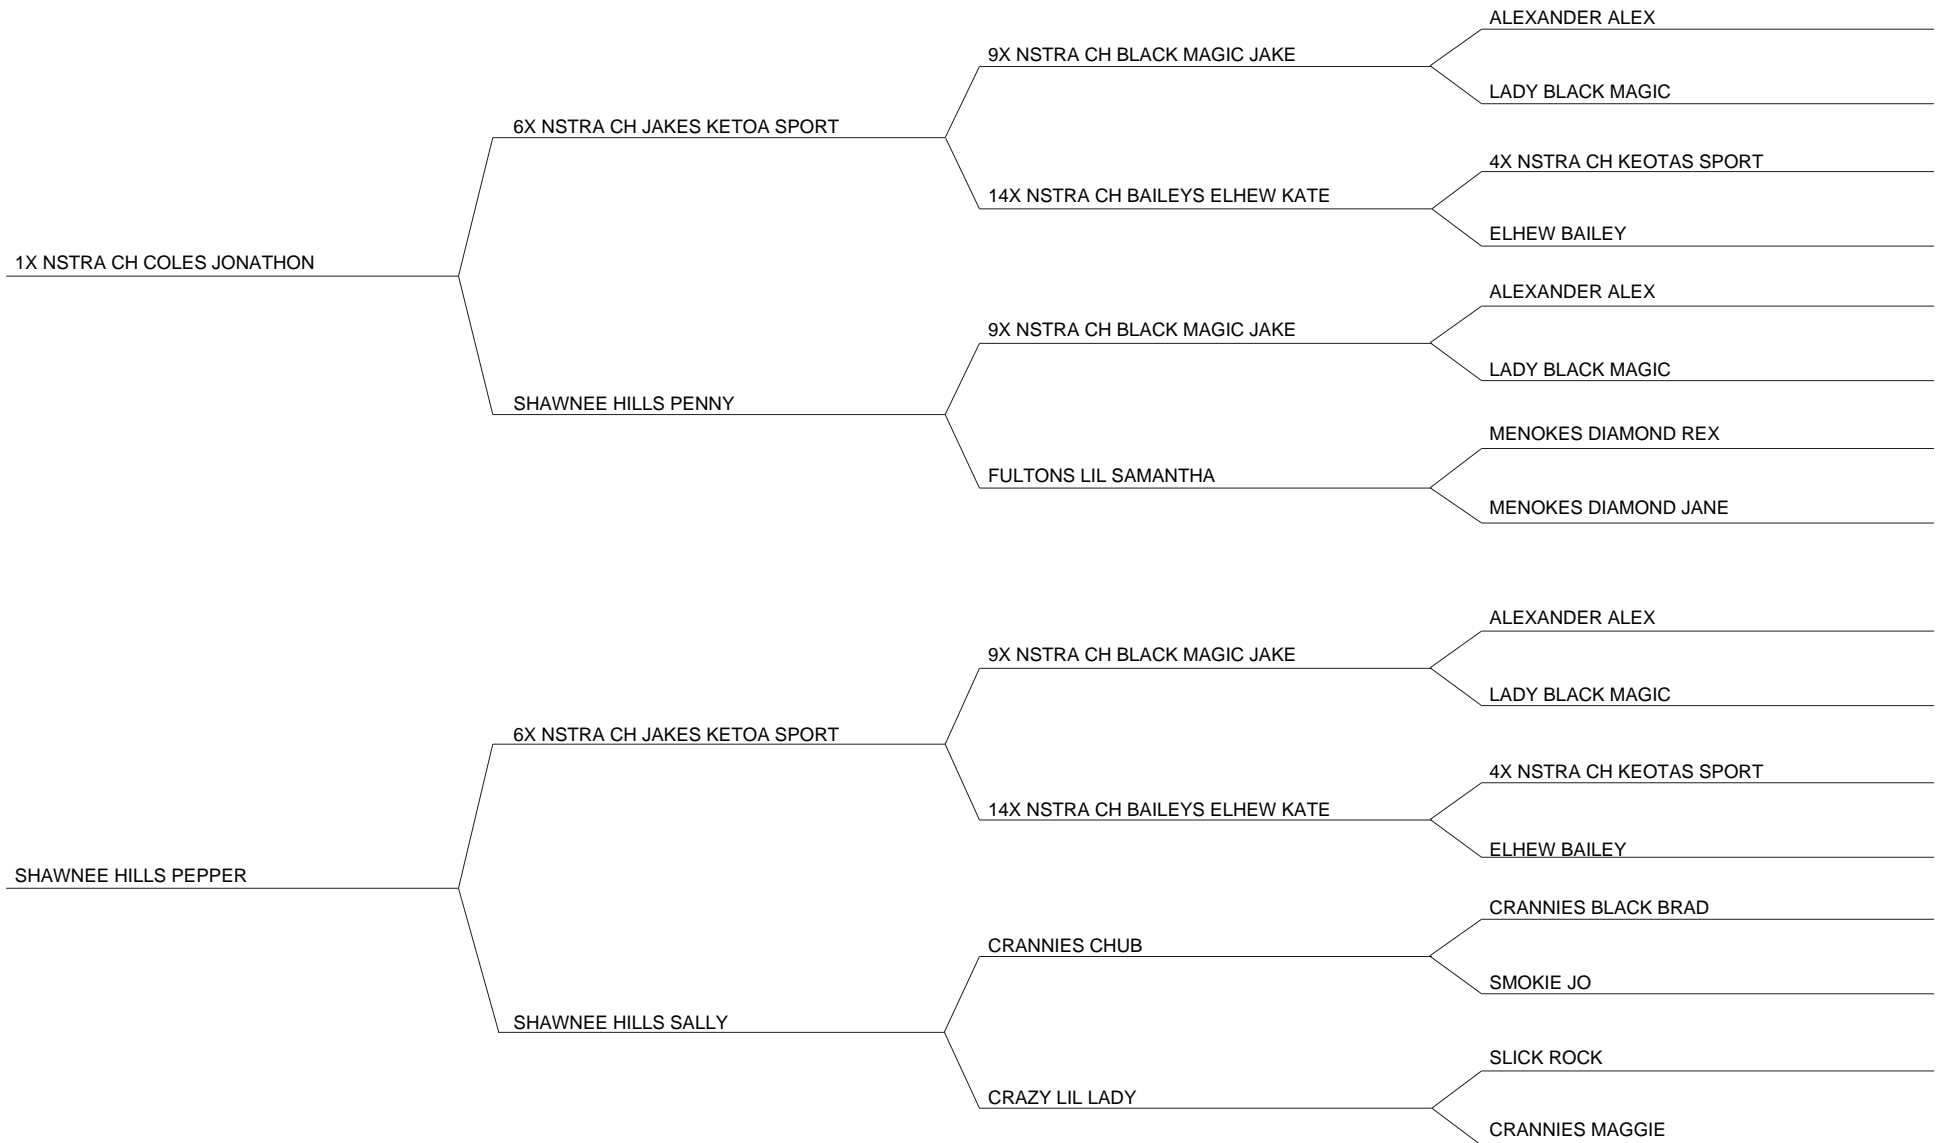 ALEXANDER ALEX
9X NSTRA CH BLACK MAGIC JAKE
LADY BLACK MAGIC
6X NSTRA CH JAKES KETOA SPORT
4X NSTRA CH KEOTAS SPORT
14X NSTRA CH BAILEYS ELHEW KATE
ELHEW BAILEY
1X NSTRA CH COLES JONATHON
ALEXANDER ALEX
9X NSTRA CH BLACK MAGIC JAKE
LADY BLACK MAGIC
SHAWNEE HILLS PENNY
MENOKES DIAMOND REX
FULTONS LIL SAMANTHA
MENOKES DIAMOND JANE
ALEXANDER ALEX
9X NSTRA CH BLACK MAGIC JAKE
LADY BLACK MAGIC
6X NSTRA CH JAKES KETOA SPORT
4X NSTRA CH KEOTAS SPORT
14X NSTRA CH BAILEYS ELHEW KATE
ELHEW BAILEY
SHAWNEE HILLS PEPPER
CRANNIES BLACK BRAD
CRANNIES CHUB
SMOKIE JO
SHAWNEE HILLS SALLY
SLICK ROCK
CRAZY LIL LADY
CRANNIES MAGGIE